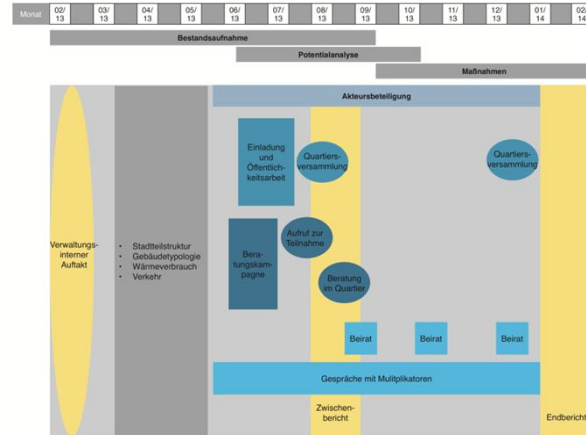 Monat
02/
13
03/
13
04/
13
05/
13
06/
13
07/
13
08/
13
09/
13
10/
13
11/
13
12/
13
01/
14
02/
14
Bestandsaufnahme
Potentialanalyse
Maßnahmen
Akteursbeteiligung
Einladung
und
Öffentlich-
keitsarbeit
Quartiers-
versammlung
Quartiers-
versammlung
Verwaltungs-
interner
Auftakt
• Stadtteilstruktur
• Gebäudetypologie
• Wärmeverbrauch
• Verkehr
Bera-
tungskam-
pagne
Aufruf zur
Teilnahme
Beratung
im Quartier
Beirat
Beirat
Beirat
Gespräche mit Mulitplikatoren
Zwischen-
bericht
Endbericht